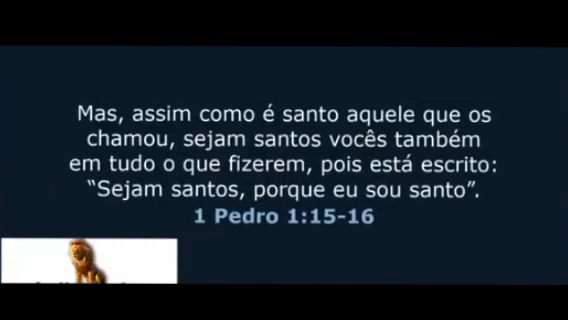 Mas, assim como é santo aquele que os
chamou, sejam santos vocês também
em tudo o que fizerem, pois está escrito:
“Sejam santos, porque eu sou santo”.
1 Pedro 1:15-16